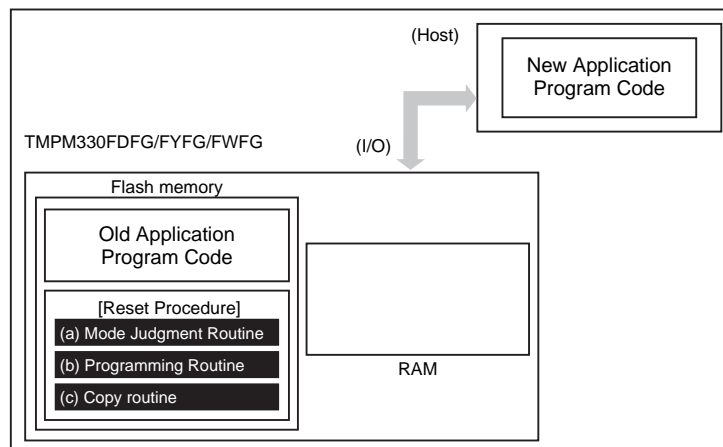 (Host)
New Application
Program Code
TMPM330FDFG/FYFG/FWFG
(I/O)
Flash memory
Old Application
Program Code
[Reset Procedure]
(a) Mode Judgment Routine
(b) Programming Routine
(c) Copy routine
RAM